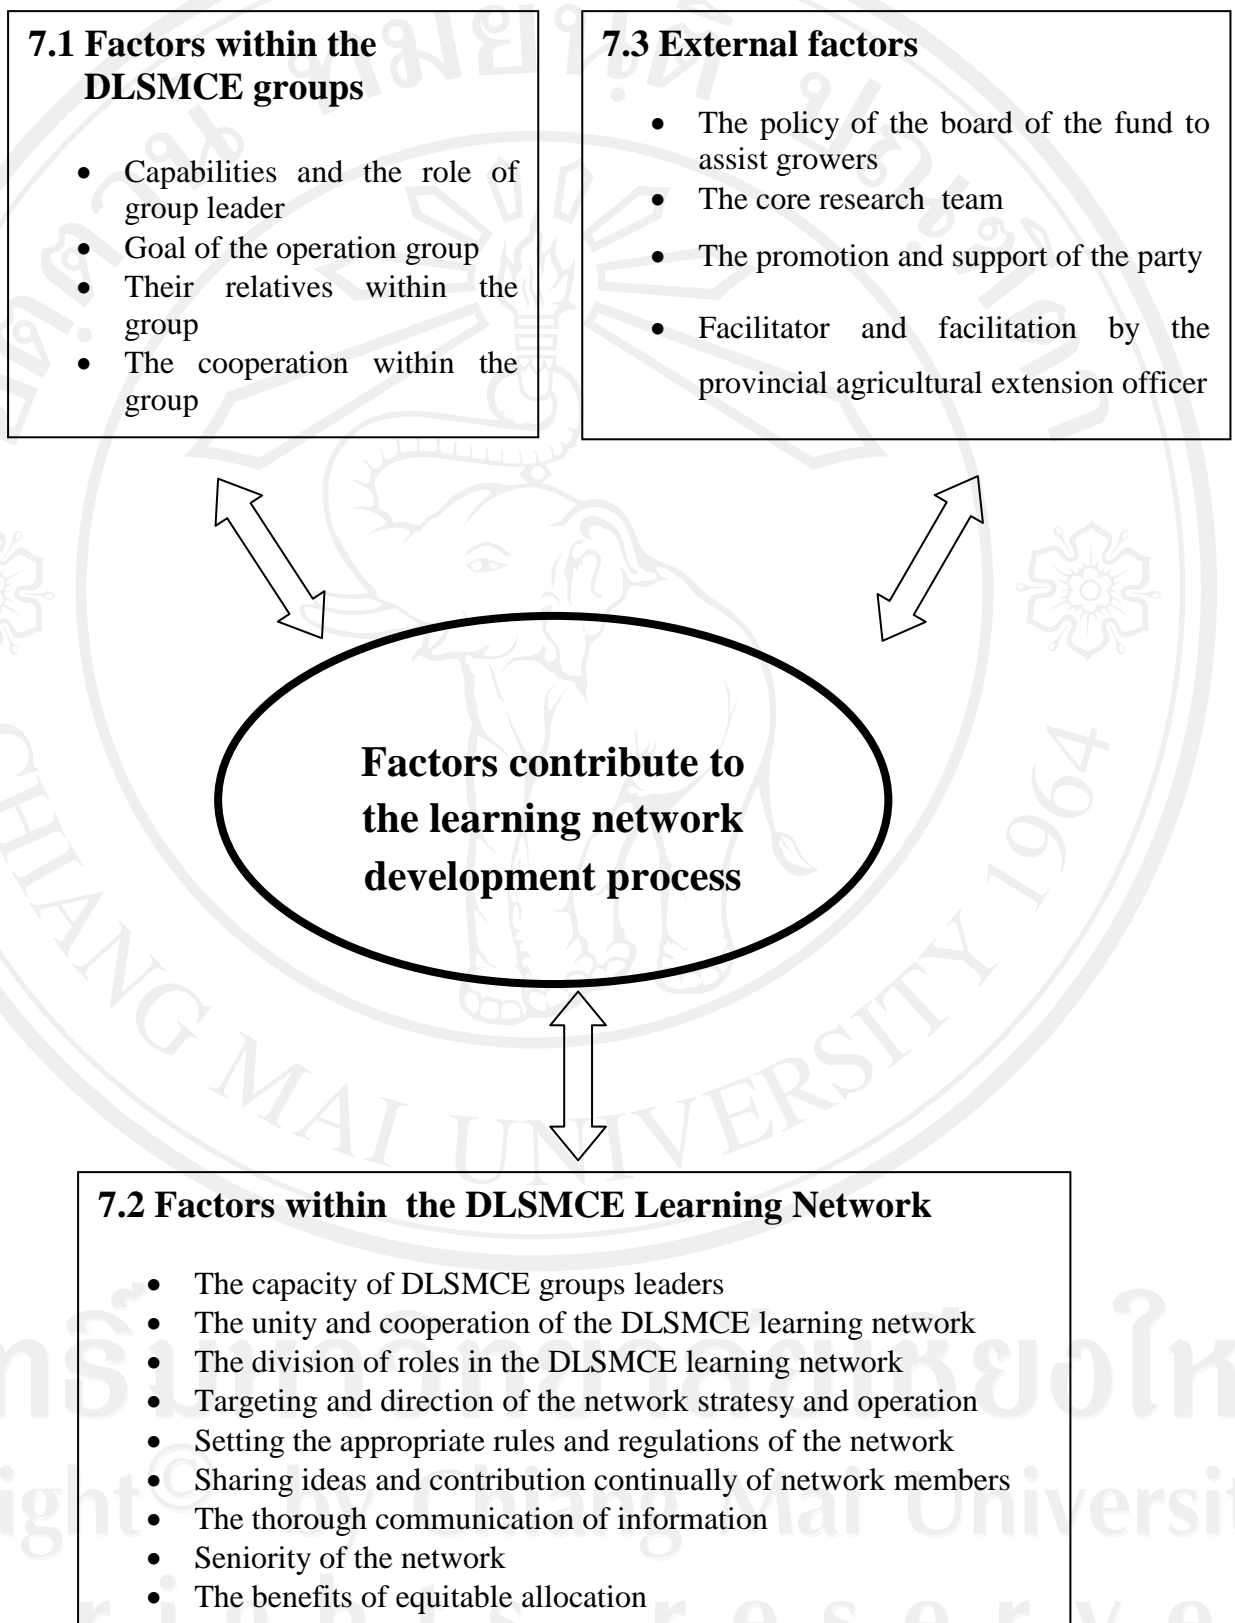 7.1 Factors within the
DLSMCE groups
• Capabilities and the role of
group leader
• Goal of the operation group
• Their relatives within the
group
• The cooperation within the
group
7.3 External factors
• The policy of the board of the fund to
assist growers
• The core research team
• The promotion and support of the party
• Facilitator and facilitation by the
provincial agricultural extension officer
Factors contribute to
the learning network
development process
7.2 Factors within the DLSMCE Learning Network
• The capacity of DLSMCE groups leaders
• The unity and cooperation of the DLSMCE learning network
• The division of roles in the DLSMCE learning network
• Targeting and direction of the network stratesy and operation
• Setting the appropriate rules and regulations of the network
• Sharing ideas and contribution continually of network members
• The thorough communication of information
• Seniority of the network
• The benefits of equitable allocation
CHIANG MAI UNIVERSITY 1964
by Chiang Mai